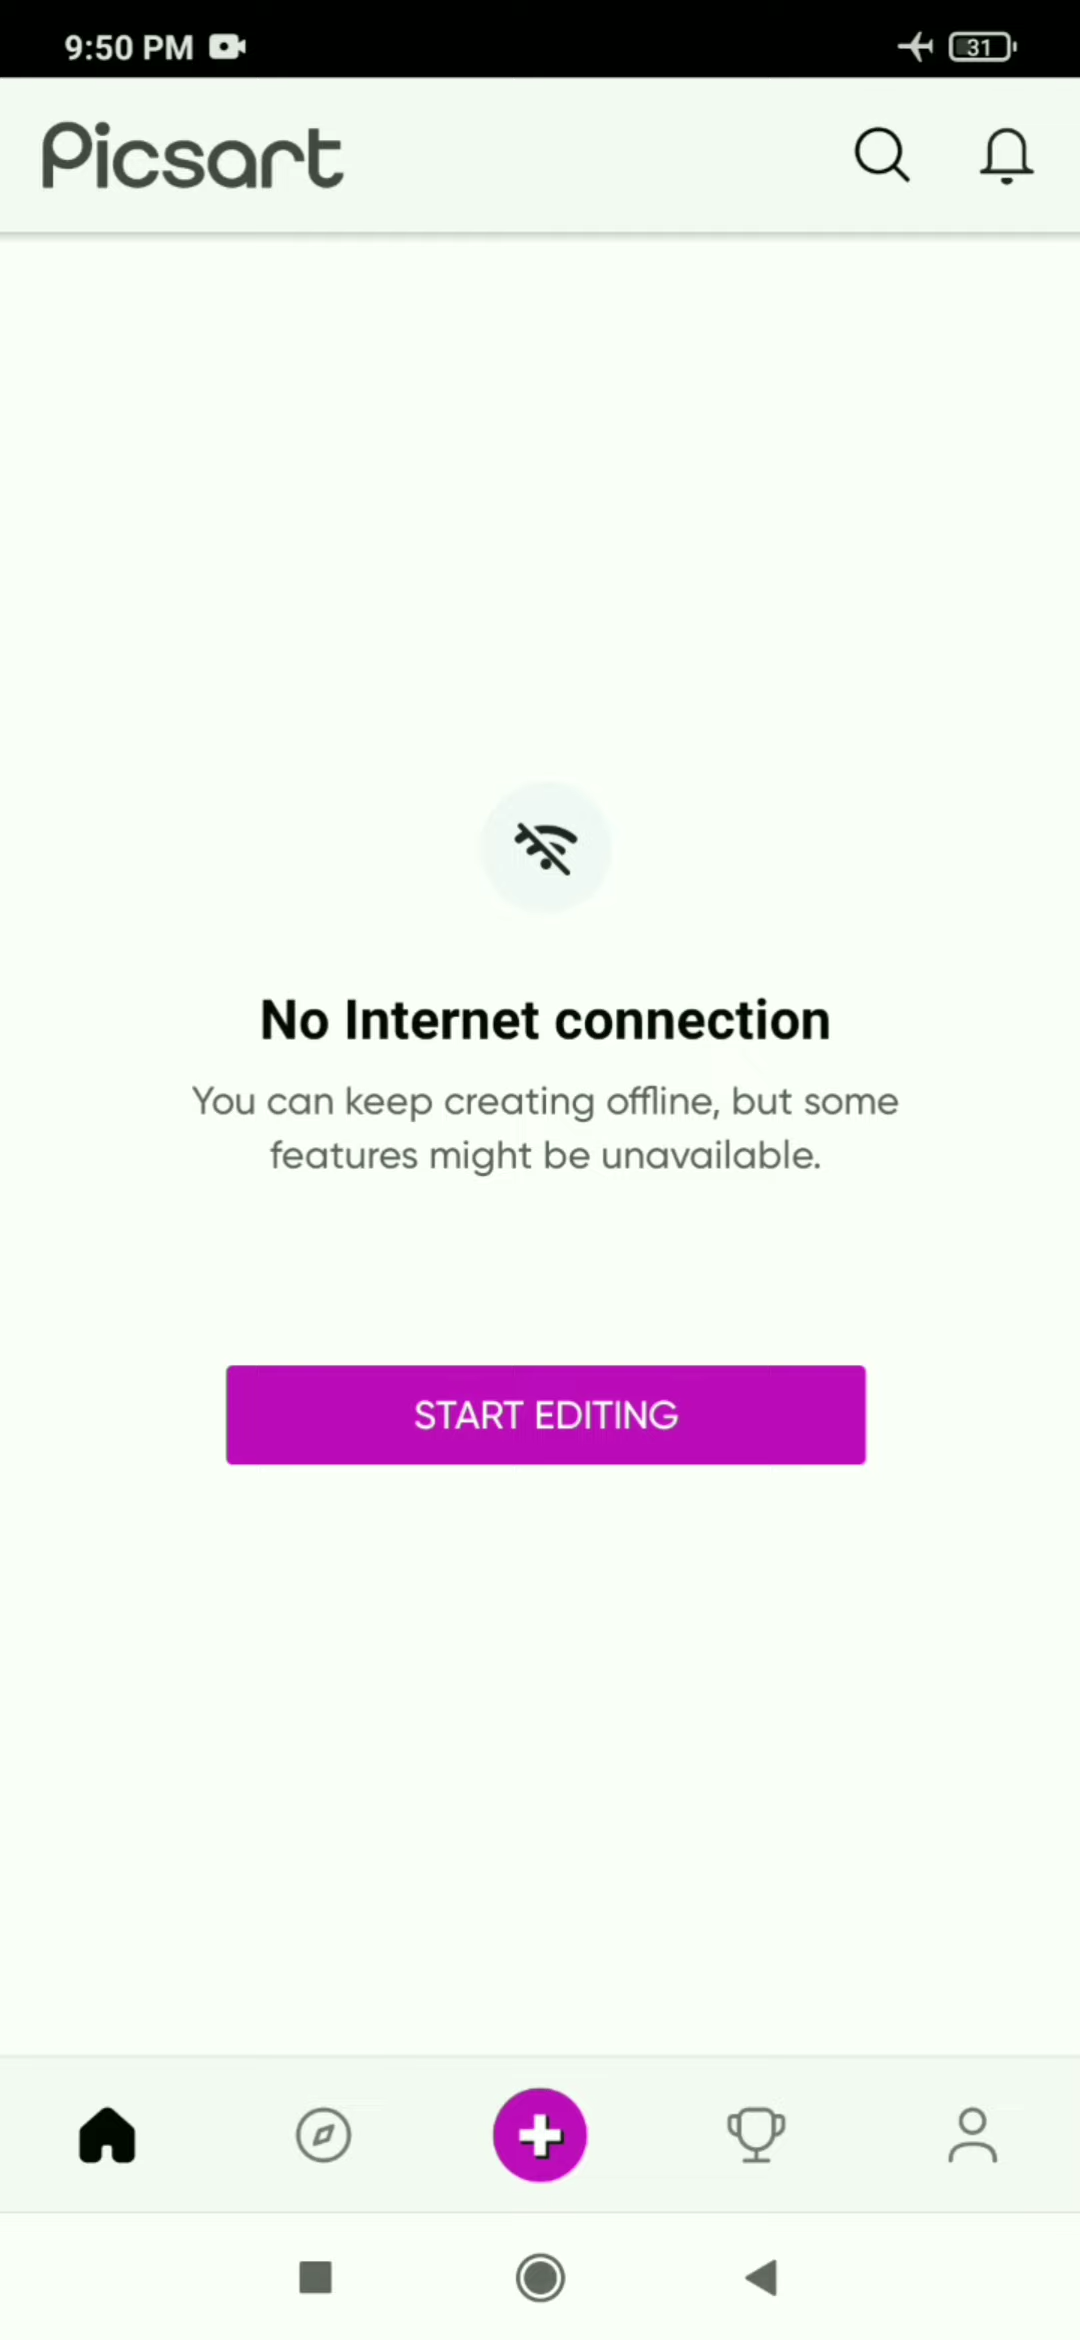 9:50 PM
31
Picsart
No Internet connection
You can keep creating offline, but some
features might be unavailable.
START EDITING